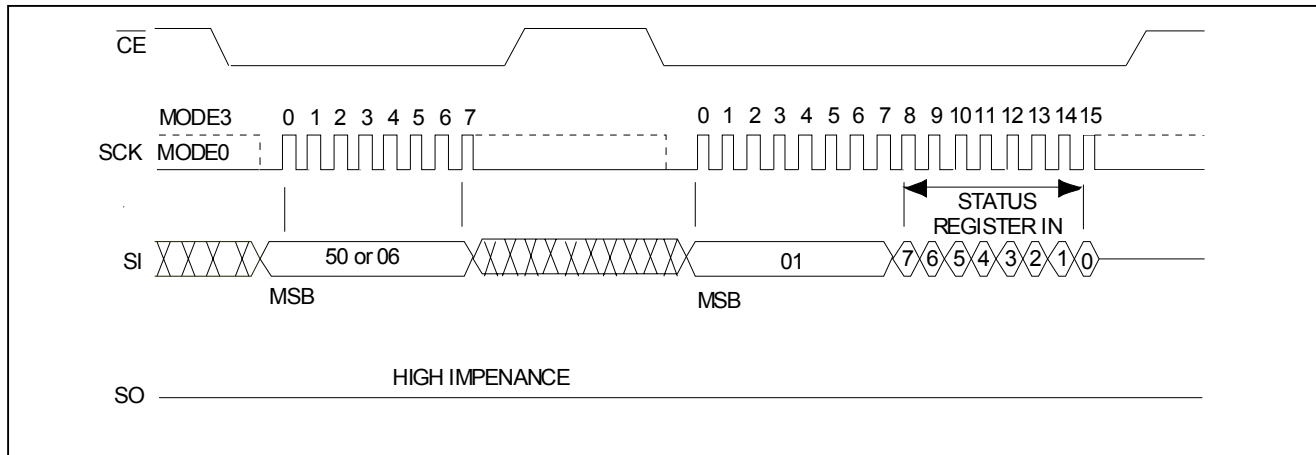 CE
MODE3 0 1 2 3 4 5 6 7 0 1 2 3 4 5 6 7 8 9 10 11 12 13 14 15
SCK MODE0
STATUS
REGISTER IN
SI 50 or 06 01 7 6 5 4 3 2 1 0
MSB MSB
HIGH IMPENANCE
SO